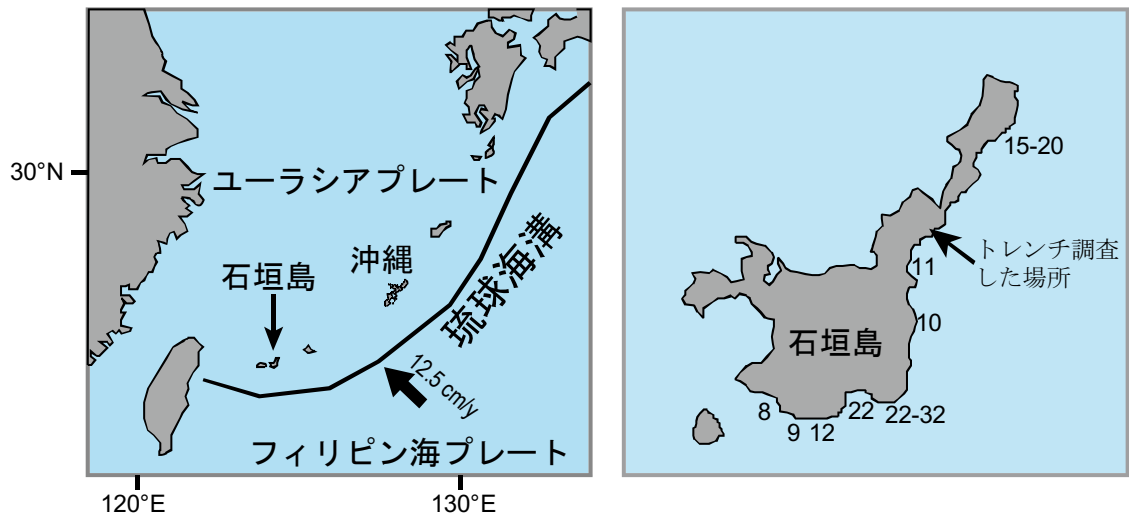 30°N
ユーラシアプレート
沖縄
石垣島
琉球海溝
12.5 cm/y
フィリピン海プレート
120°E
130°E
15-20
トレンチ調査
した場所
11
10
石垣島
8
9
12
22
22-32